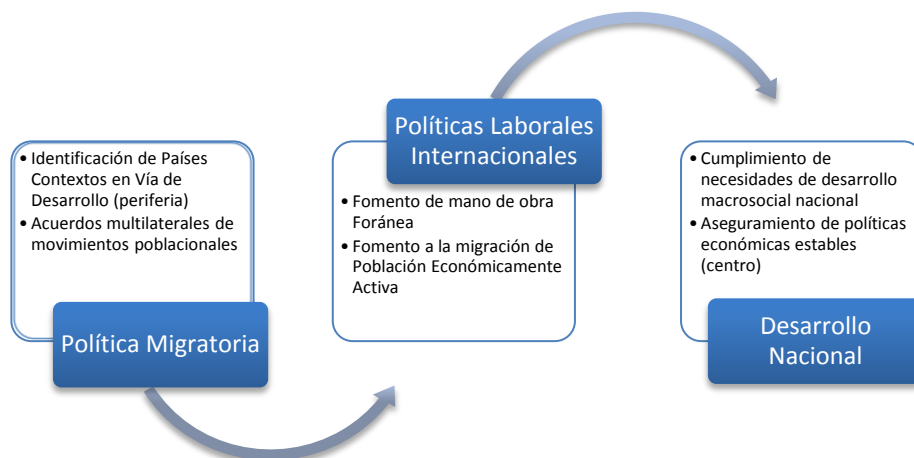 • Identificación de Países
Contextos en Vía de
Desarrollo (periferia)
• Acuerdos multilaterales de
movimientos poblacionales
Política Migratoria
Políticas Laborales
Internacionales
• Fomento de mano de obra
Foránea
• Fomento a la migración de
Población Económicamente
Activa
• Cumplimiento de
necesidades de desarrollo
macrosocial nacional
• Aseguramiento de políticas
económicas estables
(centro)
Desarrollo
Nacional